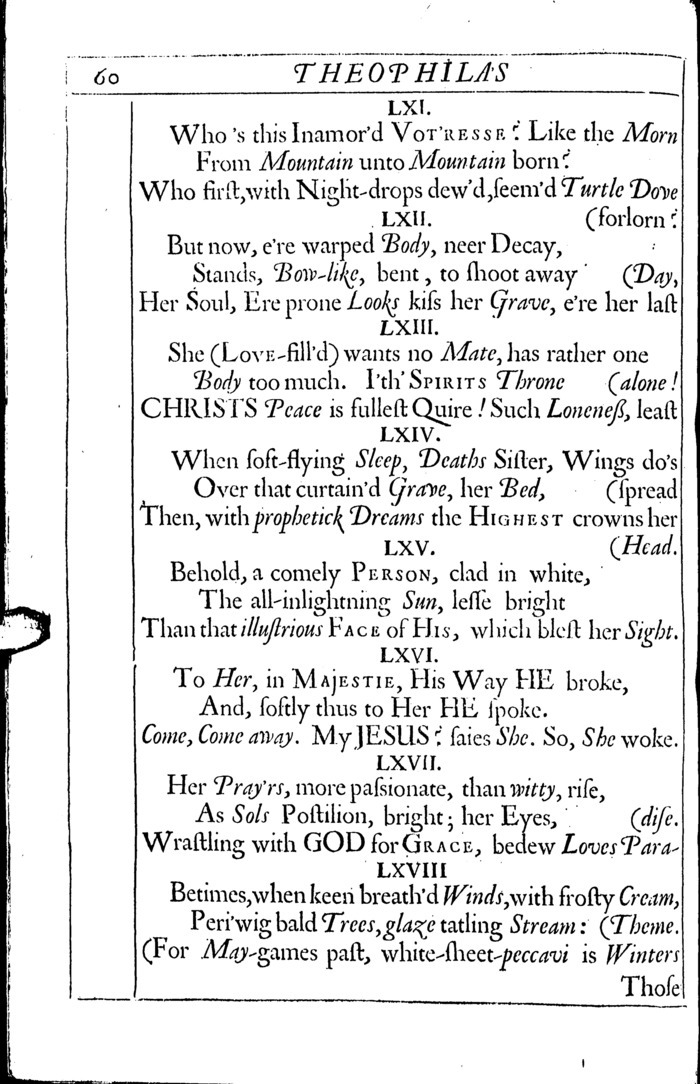 60 THEOPHILA'S
LXI.
Who 's this Inamor'd VOT'RESSE? Like the Morn
From Mountain unto Mountain born?
Who firſt, with Night-drops dew'd, ſeem'd Turtle Dove
LXII. (forlorn?
But now, e're warped Body, neer Decay,
Stands, Bow-like, bent, to ſhoot away (Day,
Her Soul, Ere prone Looks kiſs her Grave, e're her laſt
LXIII.
She (LOVE-fill'd) wants no Mate, has rather one
Body too much. I'th' SPIRITS Throne (alone!
CHRISTS Peace is fulleſt Quire! Such Loneneſs, leaſt
LXIV.
When ſoft-flying Sleep, Deaths Siſter, Wings do's
Over that curtain'd Grave, her Bed, (ſpread
Then, with prophetick Dreams the HIGHEST crowns her
LXV. (Head.
Behold, a comely PERSON, clad in white,
The all-inlightning Sun, leſſe bright
Than that illuſtrious FACE of HIS, which bleſt her Sight.
LXVI.
To Her, in MAJESTIE, His Way HE broke,
And, ſoftly thus to Her HE ſpoke.
Come, Come away. My JESUS? ſaies She. So, She woke.
LXVII.
Her Pray'rs, more paſsionate, than witty, riſe,
As Sols Poſtilion, bright; her Eyes, (diſe.
Wraſtling with GOD for GRACE, bedew Loves Para-
LXVIII
Betimes, when keen breath'd Winds, with froſty Cream,
Peri'wig bald Trees, glaze tatling Stream: (Theme.
(For May-games paſt, white-ſheet-peccavi is Winters
Thoſe